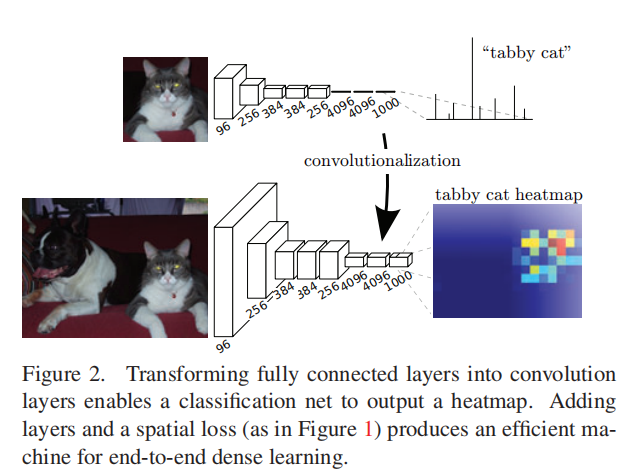 “tabby cat”
96
256
384
384
256
4096
4096
1000
convolutionalization
tabby cat heatmap
96
256
384
384
256
4096
4096
1000
Figure 2. Transforming fully connected layers into convolution
layers enables a classification net to output a heatmap. Adding
layers and a spatial loss (as in Figure 1) produces an efficient ma-
chine for end-to-end dense learning.